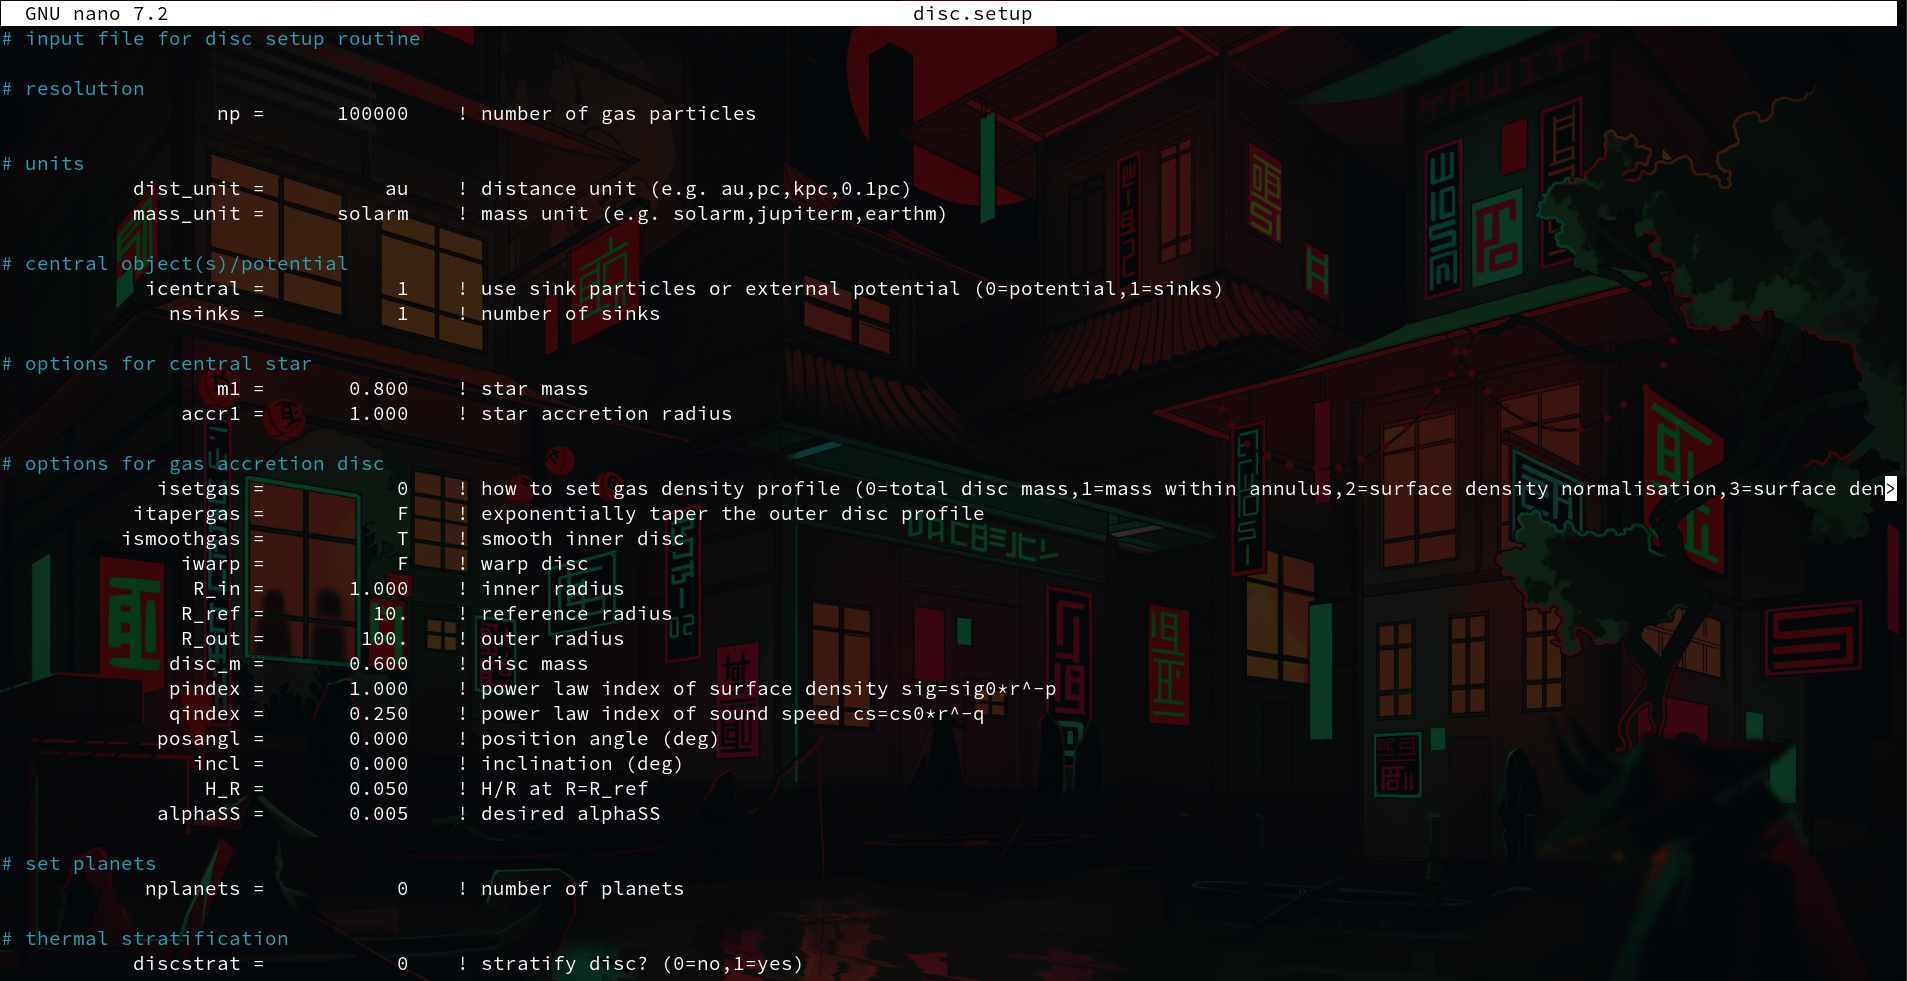 GNU nano 7.2 disc.setup
# input file for disc setup routine
# resolution
np = 100000 ! number of gas particles
# units
dist_unit = au ! distance unit (e.g. au,pc,kpc,0.1pc)
mass_unit = solarm ! mass unit (e.g. solarm,jupiterm,earthm)
# central object(s)/potential
icentral = 1 ! use sink particles or external potential (0=potential,1=sinks)
nsinks = 1 ! number of sinks
# options for central star
m1 = 0.800 ! star mass
accr1 = 1.000 ! star accretion radius
# options for gas accretion disc
isetgas = 0 ! how to set gas density profile (0=total disc mass,1=mass within annulus,2=surface density normalisation,3=surface den>
itapergas = F ! exponentially taper the outer disc profile
ismoothgas = T ! smooth inner disc
iwarp = F ! warp disc
R_in = 1.000 ! inner radius
R_ref = 10. ! reference radius
R_out = 100. ! outer radius
disc_m = 0.600 ! disc mass
pindex = 1.000 ! power law index of surface density sig=sig0*r^-p
qindex = 0.250 ! power law index of sound speed cs=cs0*r^-q
posangl = 0.000 ! position angle (deg)
incl = 0.000 ! inclination (deg)
H_R = 0.050 ! H/R at R=R_ref
alphaSS = 0.005 ! desired alphaSS
# set planets
nplanets = 0 ! number of planets
# thermal stratification
discstrat = 0 ! stratify disc? (0=no,1=yes)